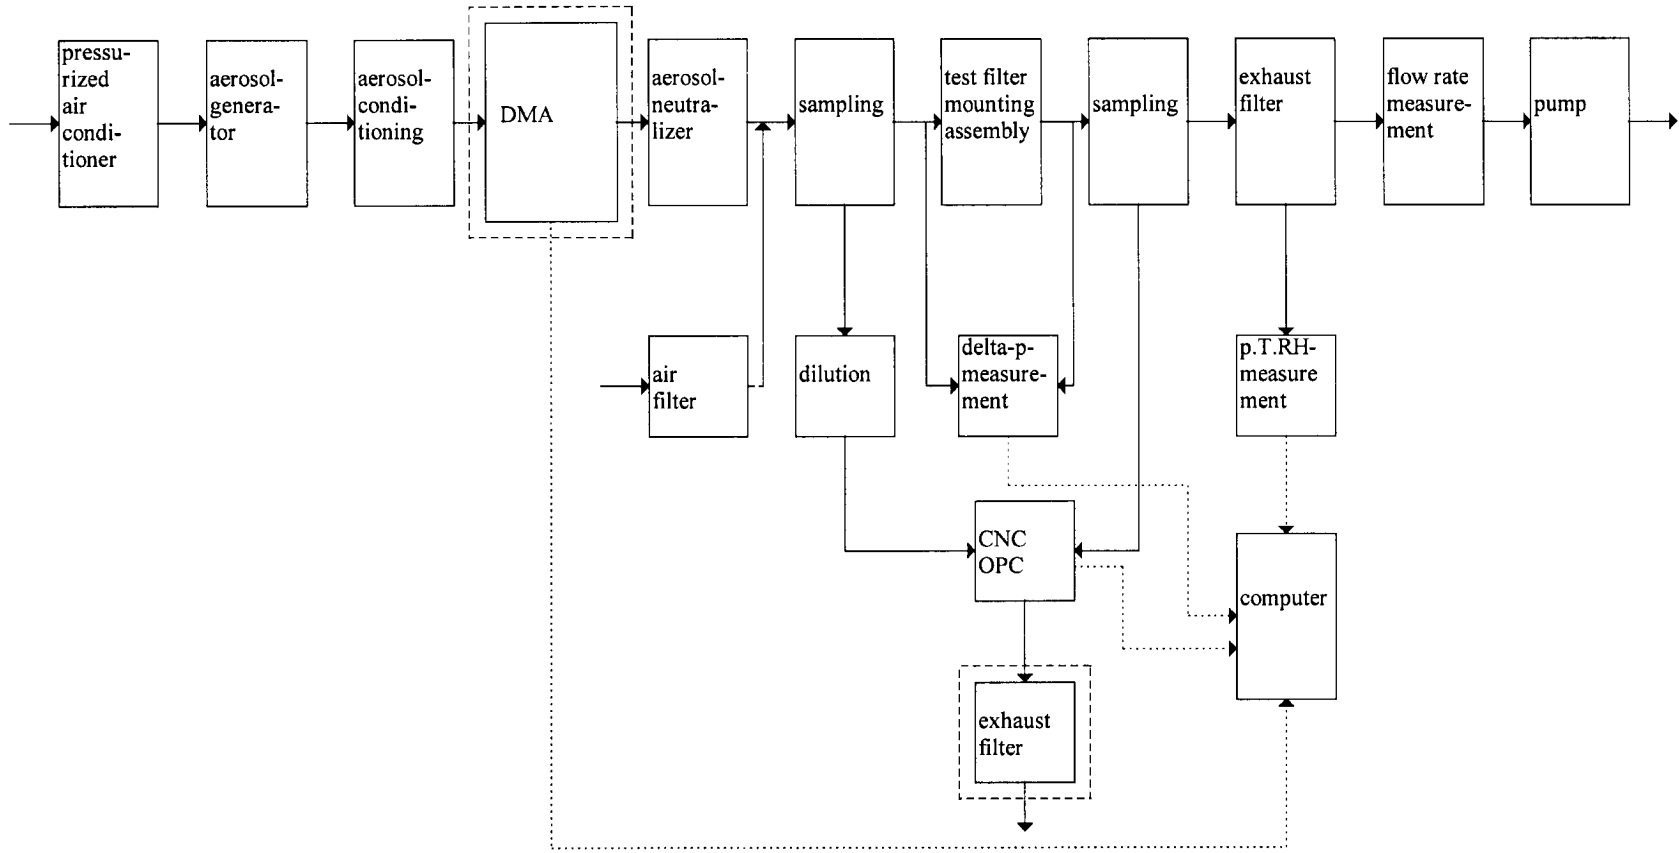 pressu-
rized
air
condi-
tioner
aerosol-
genera-
tor
aerosol-
condi-
tioning
DMA
aerosol-
neutra-
lizer
sampling
test filter
mounting
assembly
sampling
exhaust
filter
flow rate
measure-
ment
pump
air
filter
dilution
delta-p-
measure-
ment
p.T.RH-
measure
ment
CNC
OPC
computer
exhaust
filter